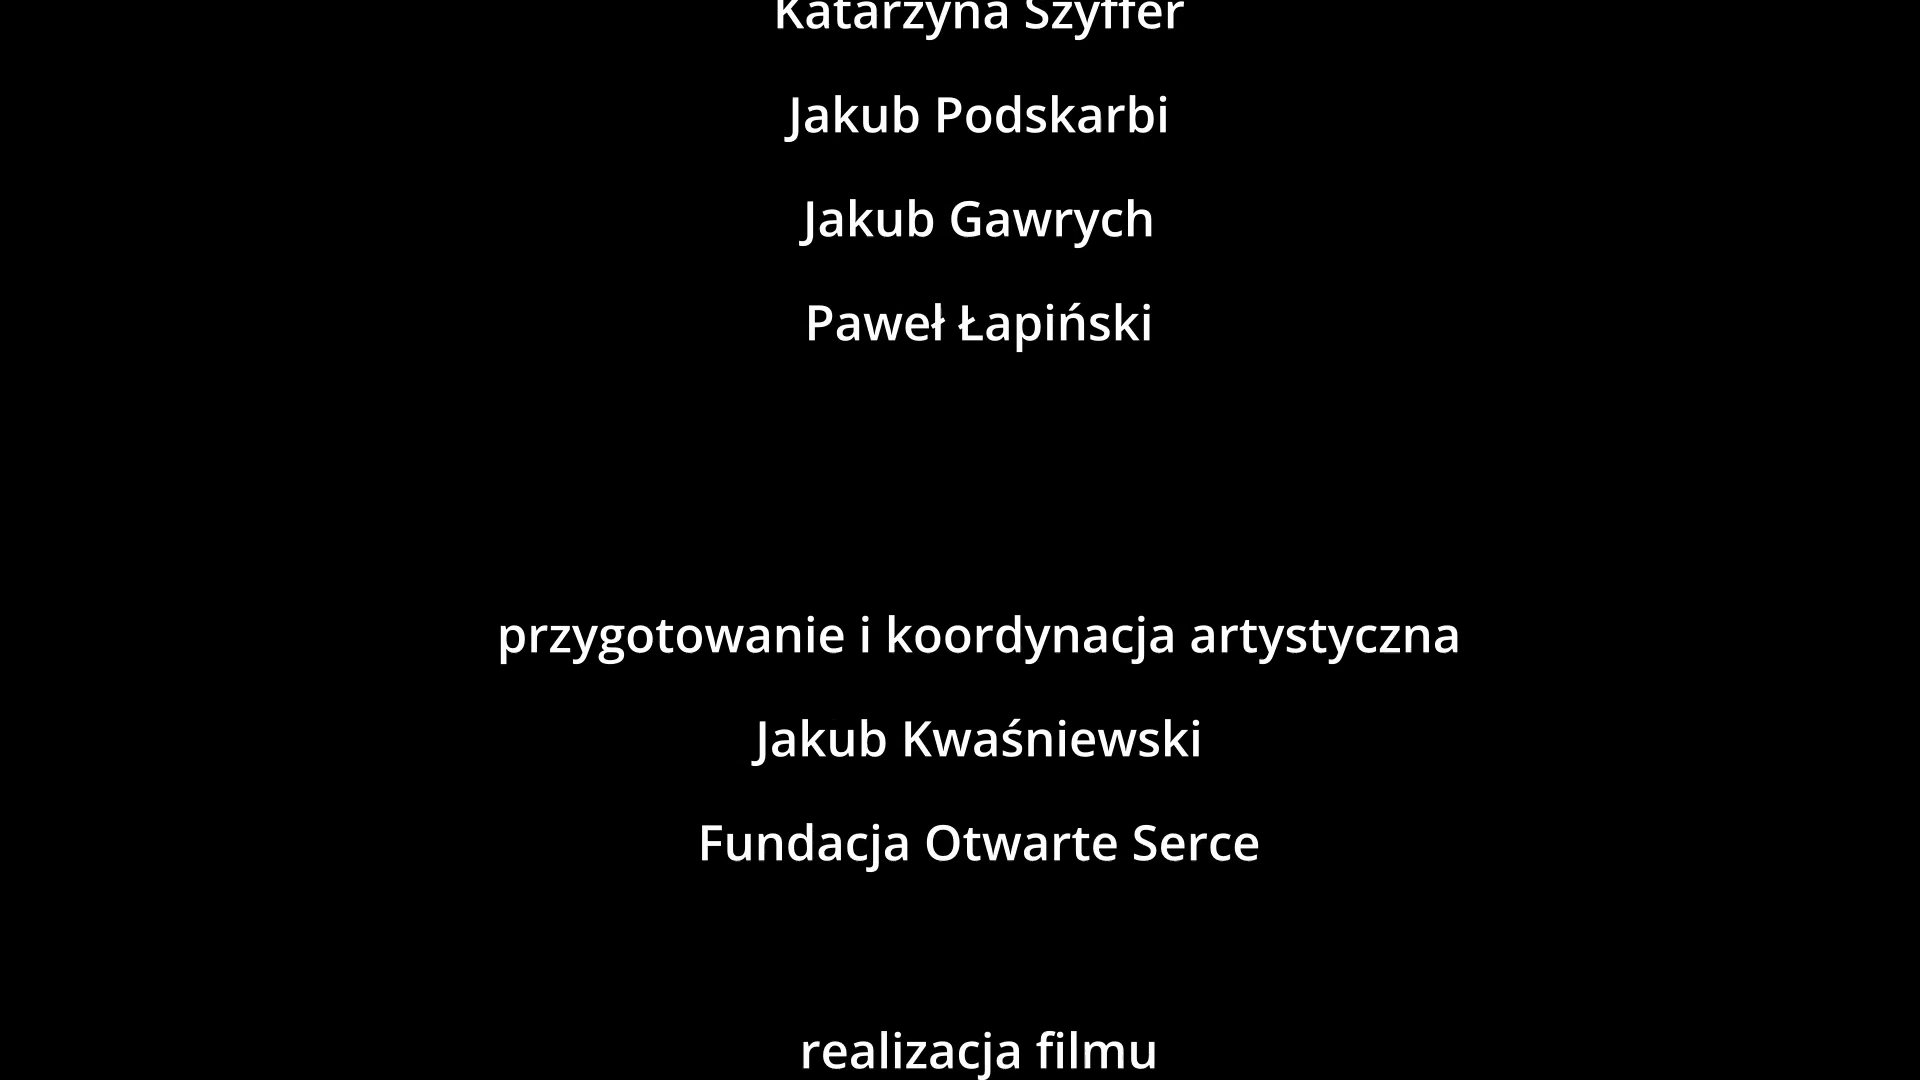 Katarzyna Szyffer
Jakub Podskarbi
Jakub Gawrych
Paweł Łapiński
przygotowanie i koordynacja artystyczna
Jakub Kwaśniewski
Fundacja Otwarte Serce
realizacja filmu